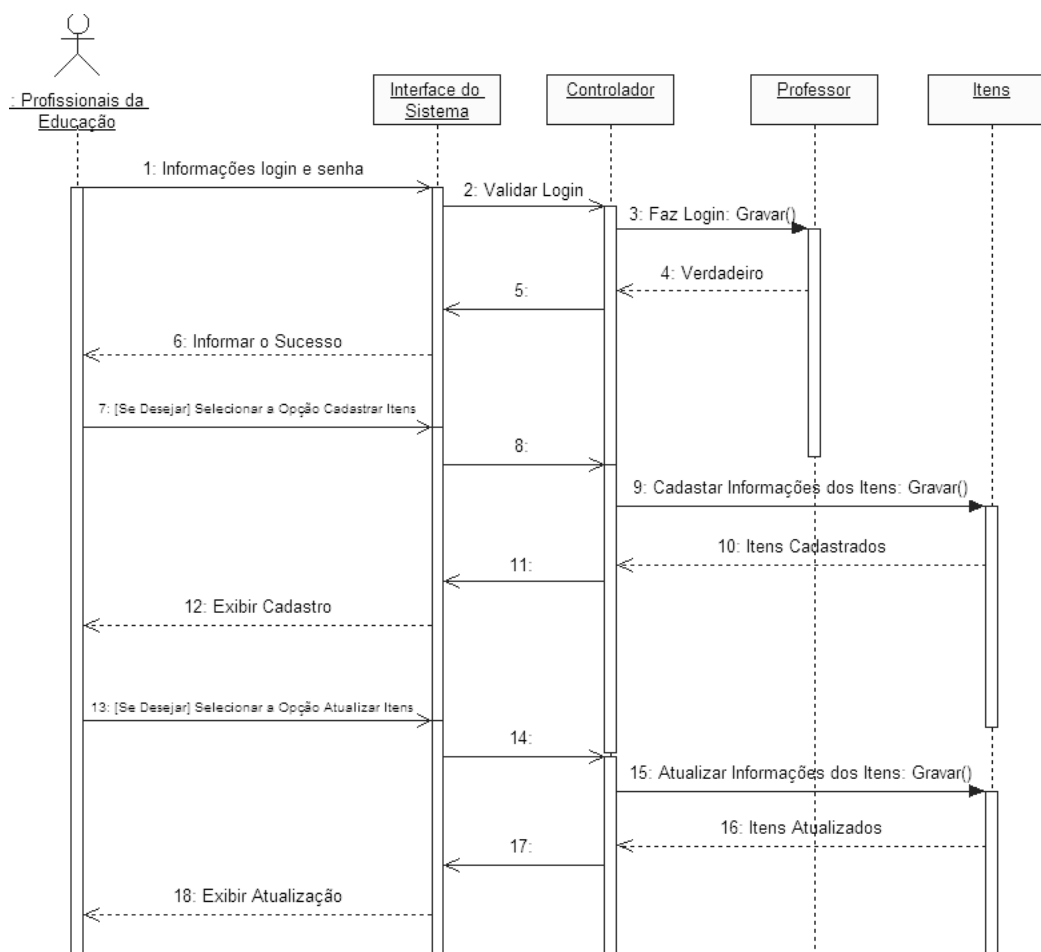 : Profissionais da
Educação
Interface do
Sistema
Controlador
Professor
Itens
1: Informações login e senha
2: Validar Login
3: Faz Login: Gravar()
4: Verdadeiro
5:
6: Informar o Sucesso
7: [Se Desejar] Selecionar a Opção Cadastrar Itens
8:
9: Cadastar Informações dos Itens: Gravar()
10: Itens Cadastrados
11:
12: Exibir Cadastro
13: [Se Desejar] Selecionar a Opção Atualizar Itens
14:
15: Atualizar Informações dos Itens: Gravar()
16: Itens Atualizados
17:
18: Exibir Atualização